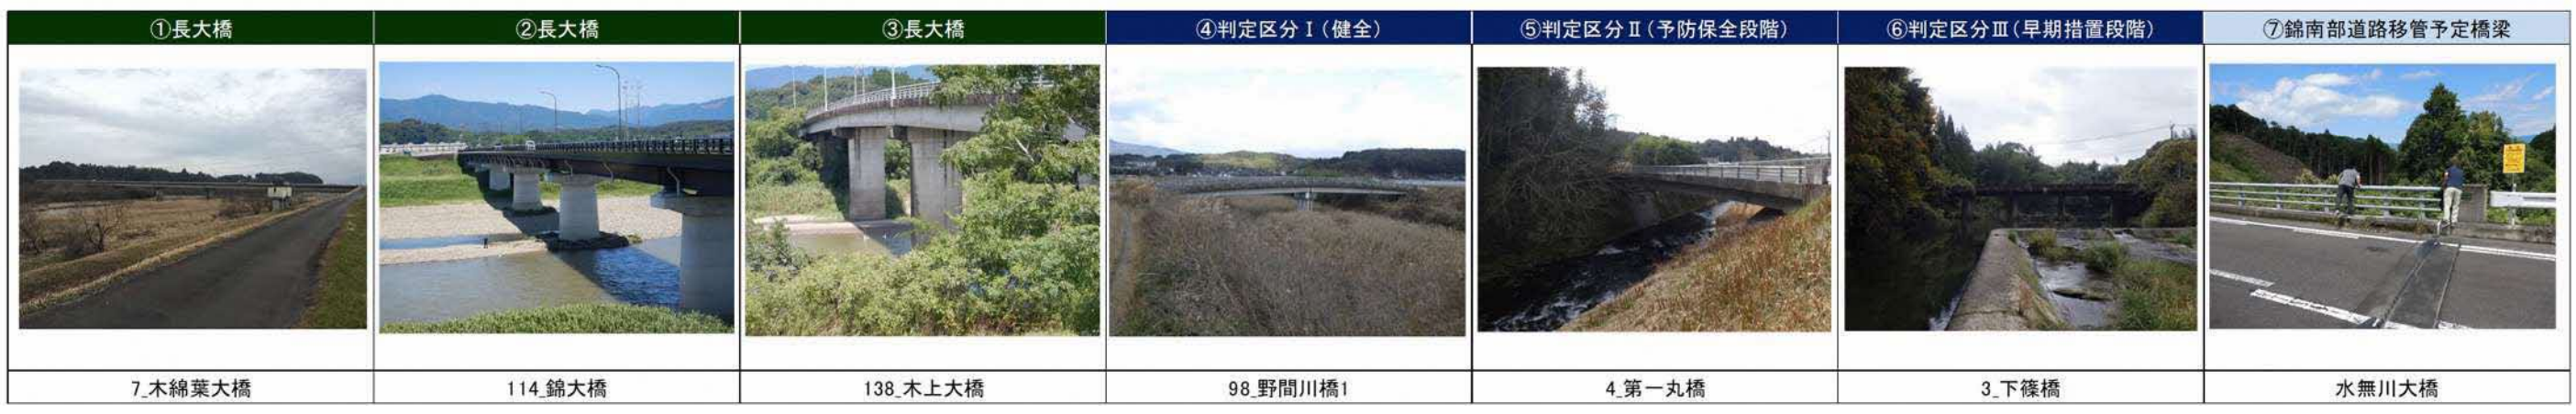 ①長大橋
②長大橋
③長大橋
④判定区分Ⅰ(健全)
⑤判定区分Ⅱ(予防保全段階)
⑥判定区分Ⅲ(早期措置段階)
⑦錦南部道路移管予定橋梁
7_木綿葉大橋
114_錦大橋
138_木上大橋
98_野間川橋1
4_第一丸橋
3_下篠橋
水無川大橋